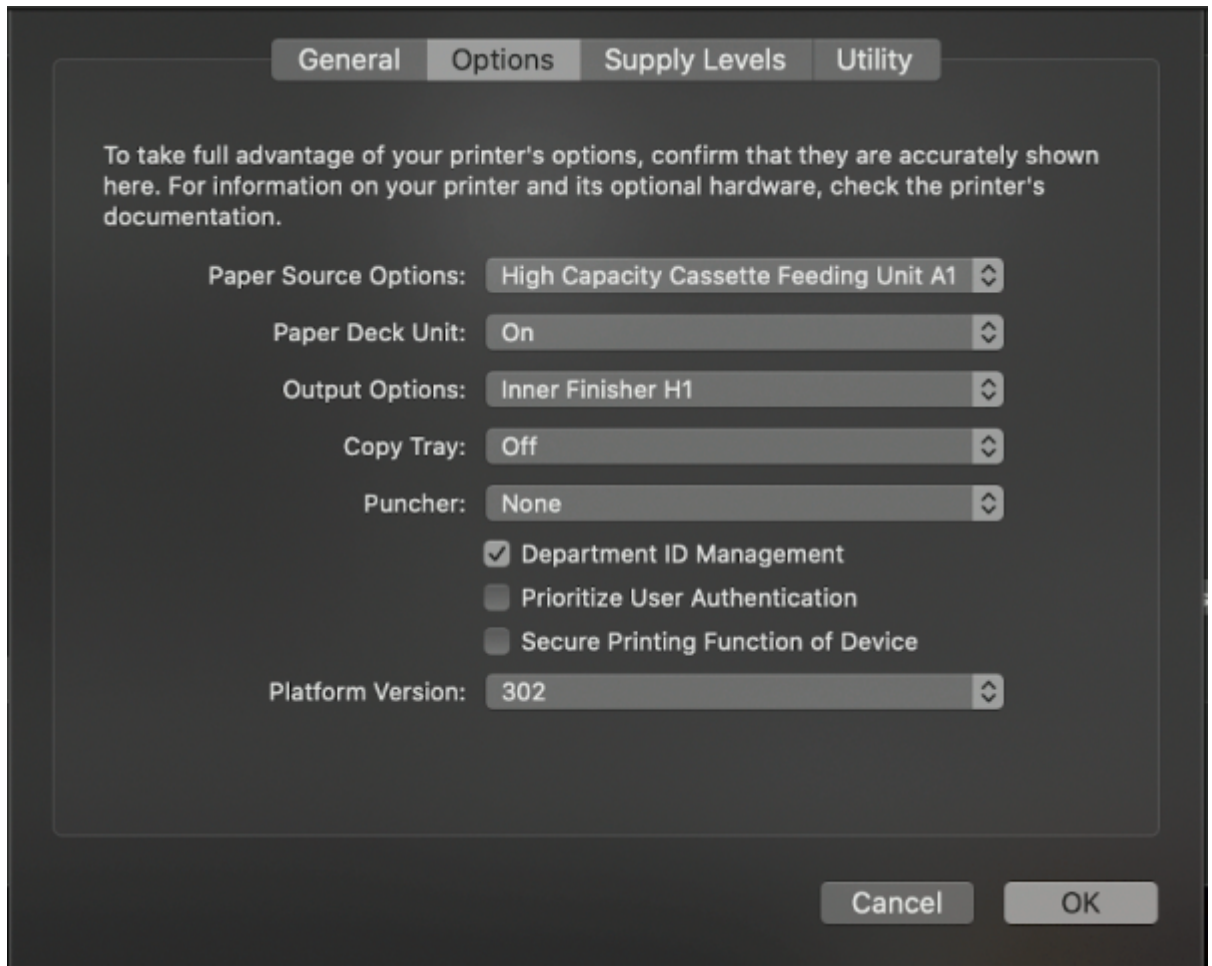 General Options Supply Levels Utility
To take full advantage of your printer's options, confirm that they are accurately shown
here. For information on your printer and its optional hardware, check the printer's
documentation.
Paper Source Options: High Capacity Cassette Feeding Unit A1
Paper Deck Unit: On
Output Options: Inner Finisher H1
Copy Tray: Off
Puncher: None
Department ID Management
Prioritize User Authentication
Secure Printing Function of Device
Platform Version: 302
Cancel OK